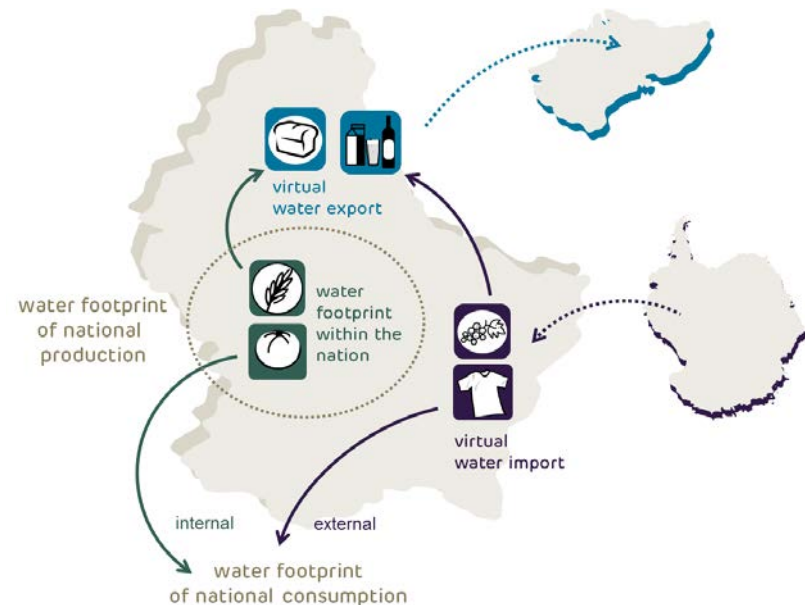 virtual
water export
water footprint
of national
production
water
footprint
within the
nation
virtual
water import
internal
external
water footprint
of national consumption